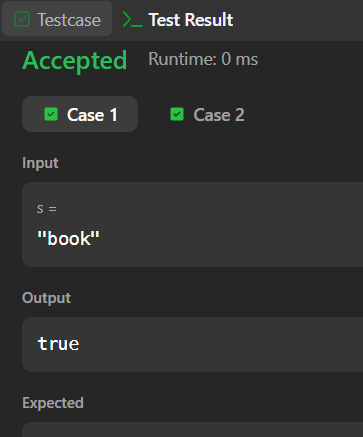 Testcase >_ Test Result
Accepted Runtime: 0 ms
Case 1 Case 2
Input
s =
"book"
Output
true
Expected